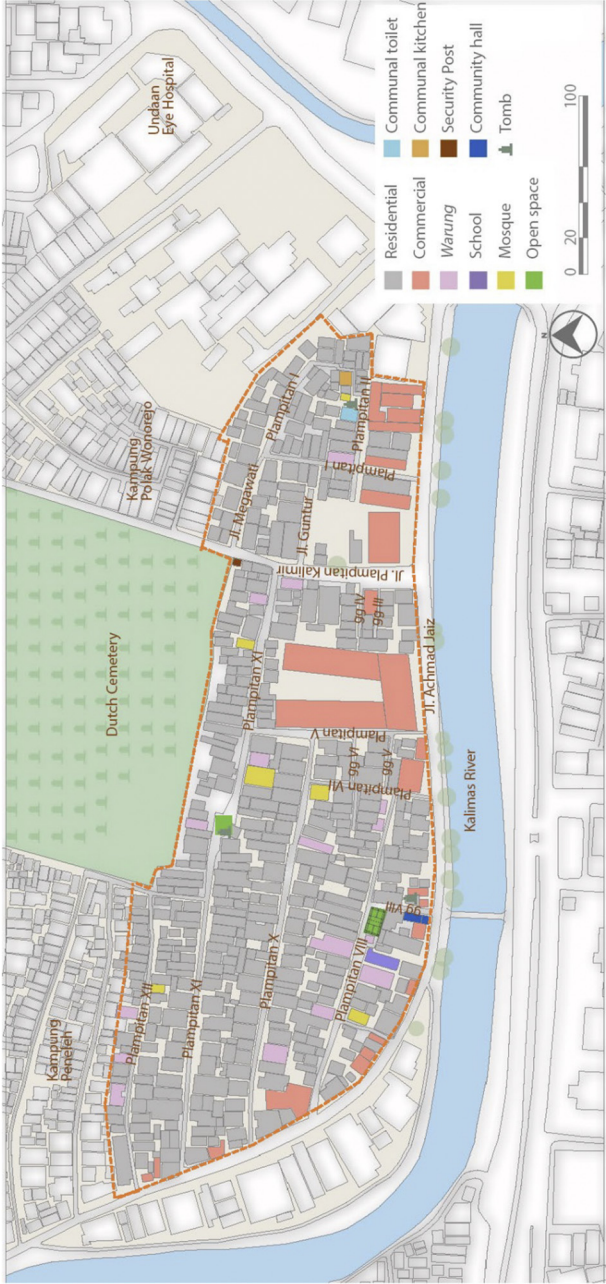 Undaan
Eye Hospital
Kampung
Polak Wonorejo
Dutch Cemetery
Kampung
Peneleh
Jl. Megawati
Plampitan I
Jl. Guntur
Plampitan I
Plampitan II
Jl. Plampitan Kalimir
gg IV
gg III
Plampitan XI
Plampitan V
gg VI
gg V
Plampitan VII
Jl. Achmad Jaiz
Kalimas River
gg VIII
Plampitan VIII
Plampitan X
Plampitan XI
Plampitan XII
Residential
Commercial
Warung
School
Mosque
Open space
Communal toilet
Communal kitchen
Security Post
Community hall
Tomb
0
20
100
N